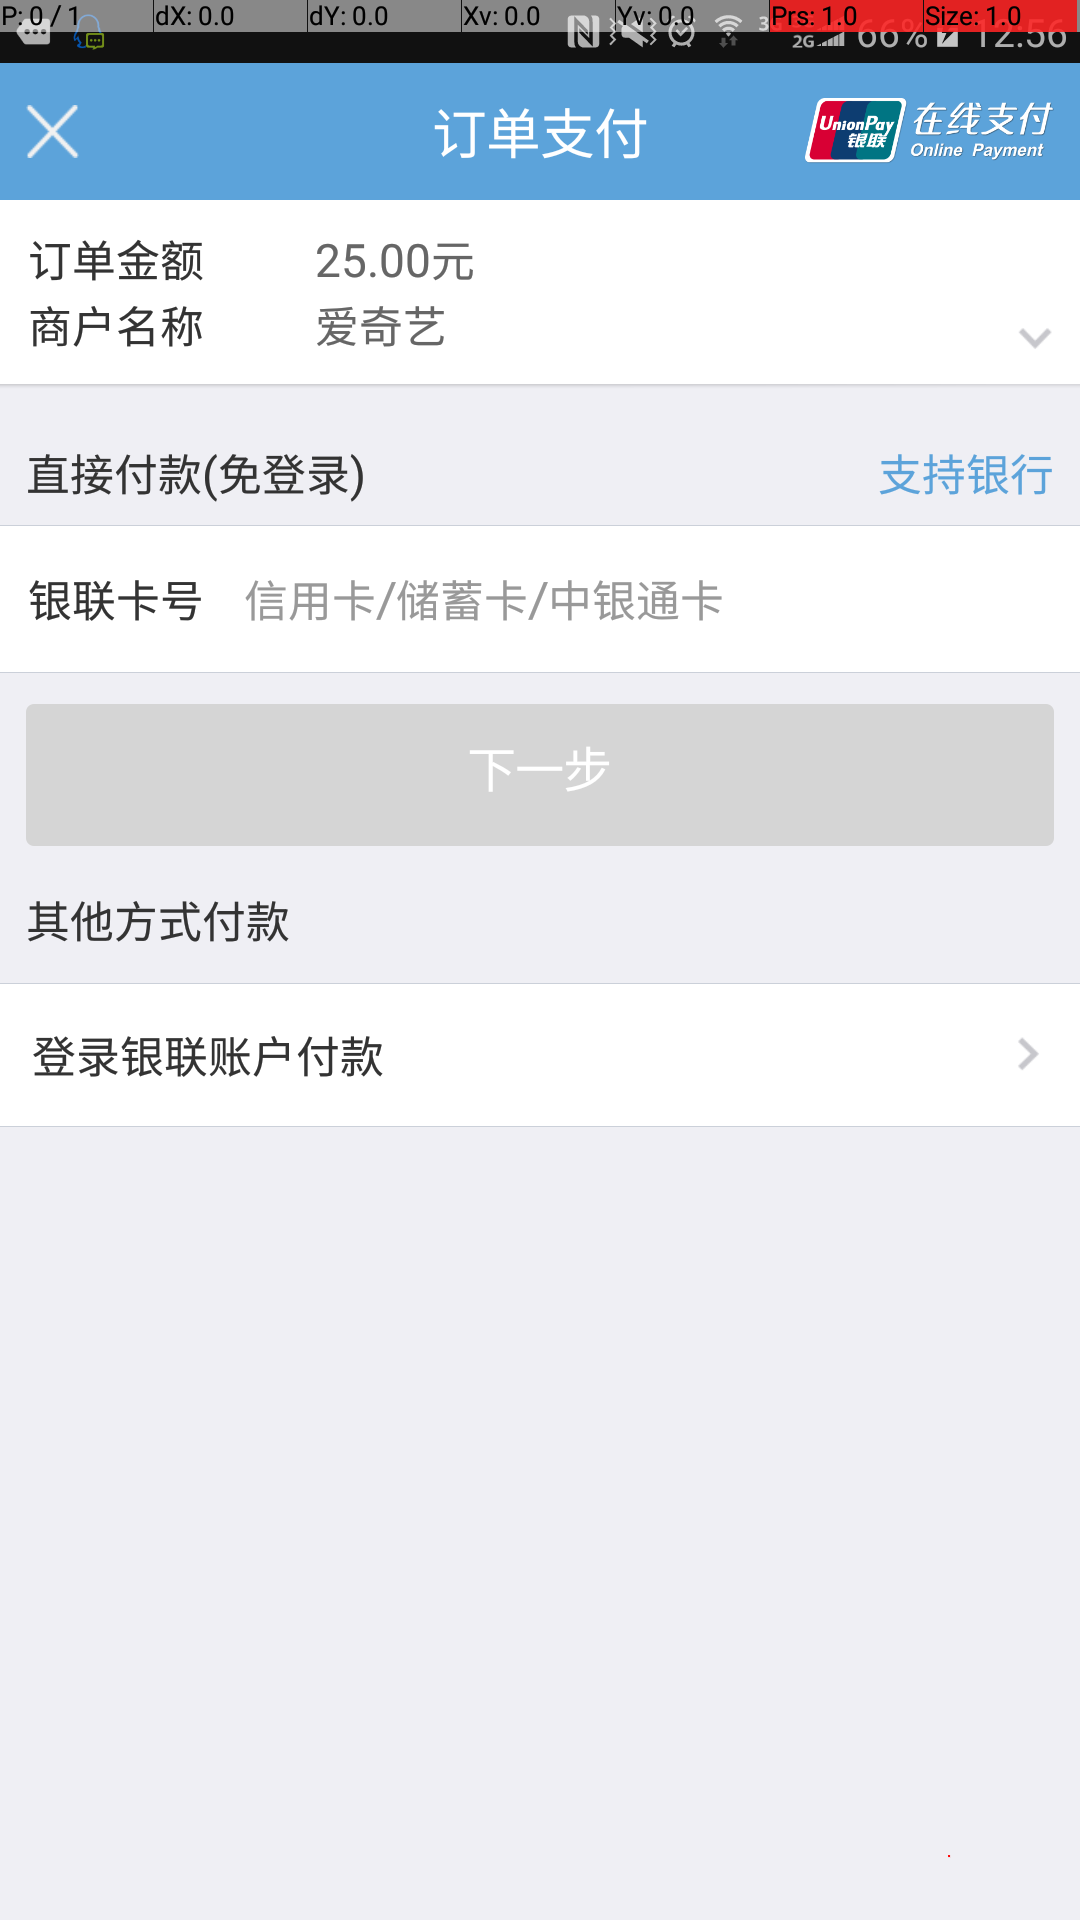 P: 0 / 1 dX: 0.0 dY: 0.0 Xv: 0.0 Yv: 0.0 Prs: 1.0 Size: 1.0
2G 66% 12:56
订单支付
UnionPay 银联
在线支付
Online Payment
订单金额 25.00元
商户名称 爱奇艺
直接付款(免登录) 支持银行
银联卡号 信用卡/储蓄卡/中银通卡
下一步
其他方式付款
登录银联账户付款